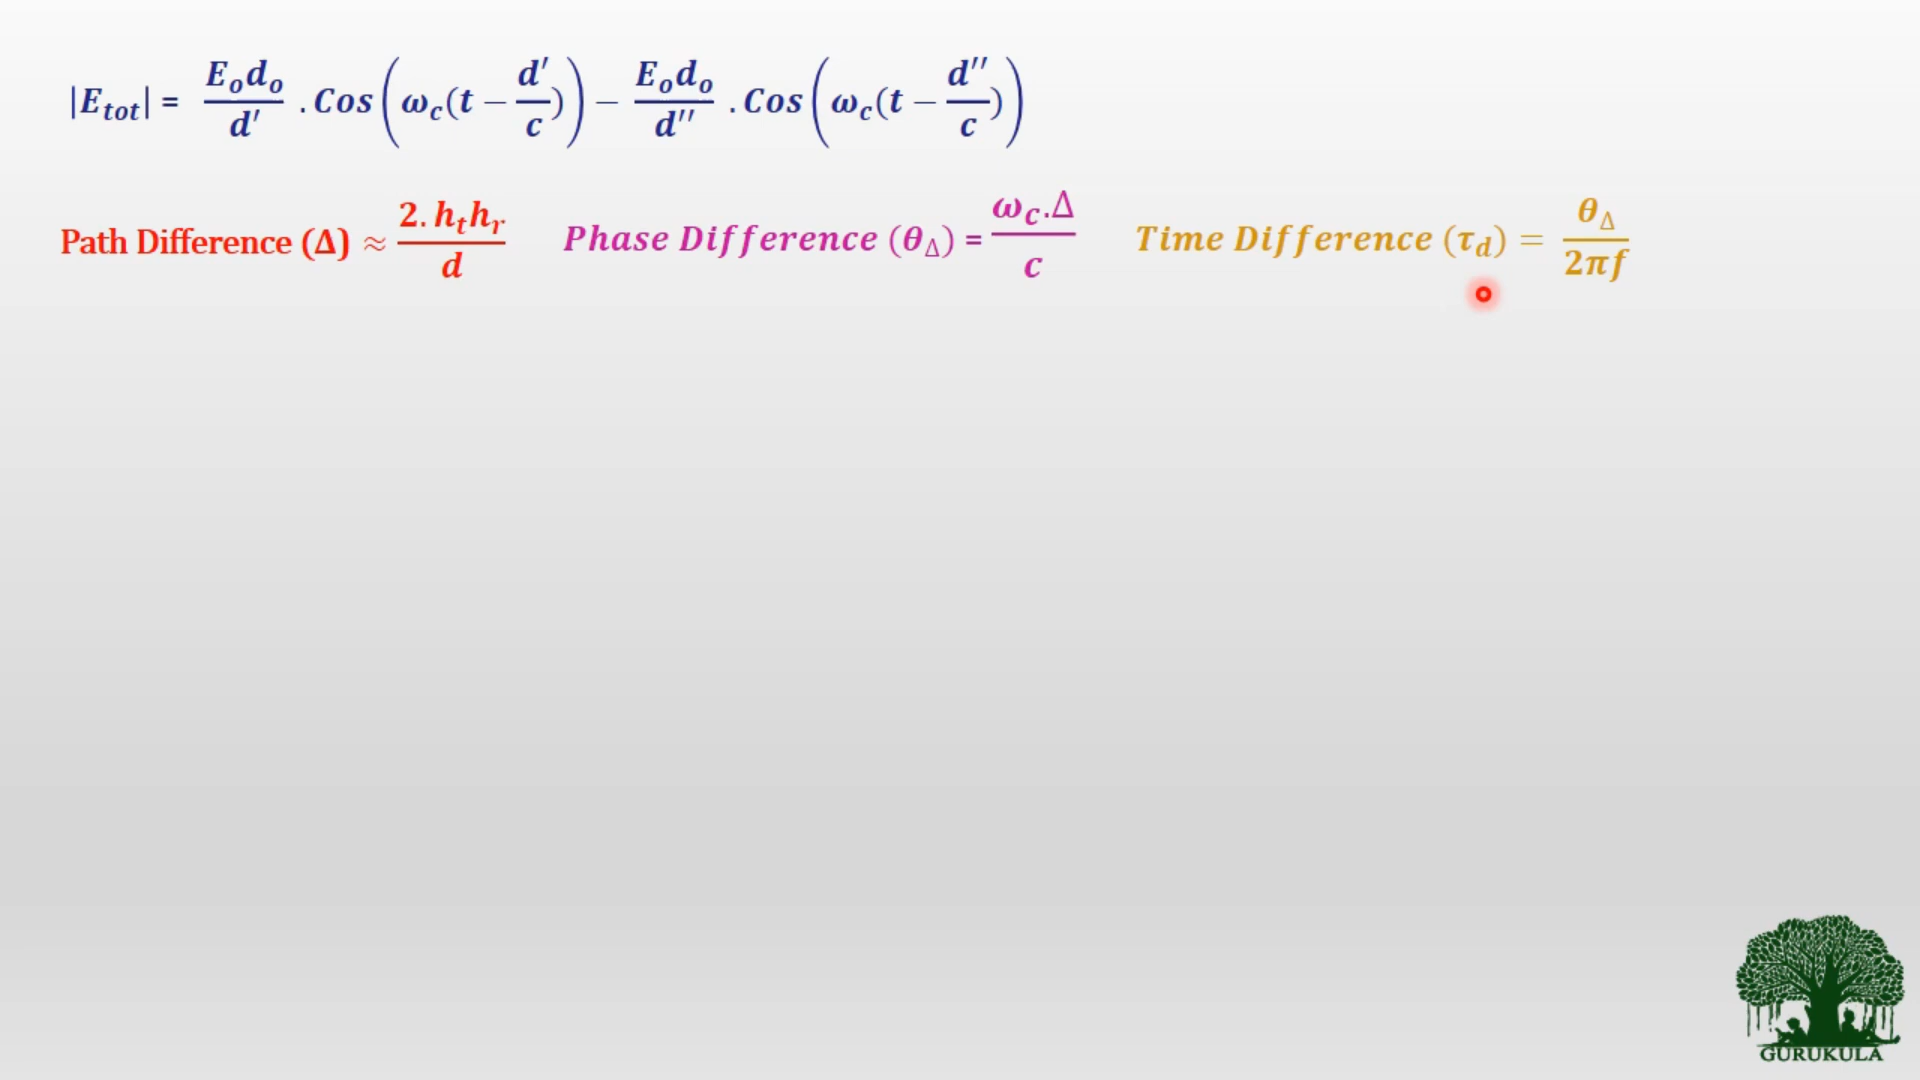 |E_tot| = E_o d_o / d' . Cos(ω_c(t − d'/c)) − E_o d_o / d'' . Cos(ω_c(t − d''/c))
Path Difference (Δ) ≈ 2. h_t h_r / d Phase Difference (θ_Δ) = ω_c.Δ / c Time Difference (τ_d) = θ_Δ / 2πf
GURUKULA